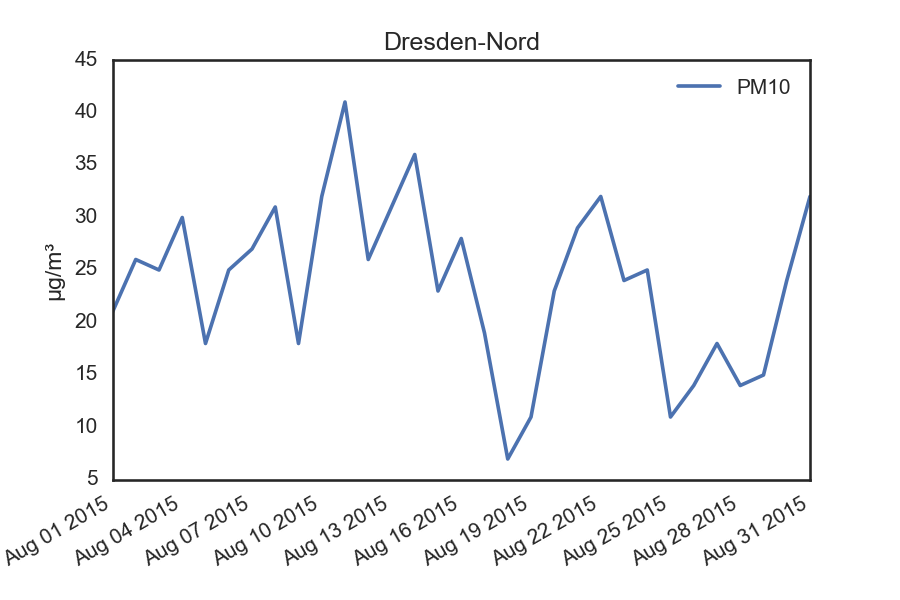 Dresden-Nord
45
40
35
30
25
20
15
10
5
µg/m³
PM10
Aug 01 2015
Aug 04 2015
Aug 07 2015
Aug 10 2015
Aug 13 2015
Aug 16 2015
Aug 19 2015
Aug 22 2015
Aug 25 2015
Aug 28 2015
Aug 31 2015